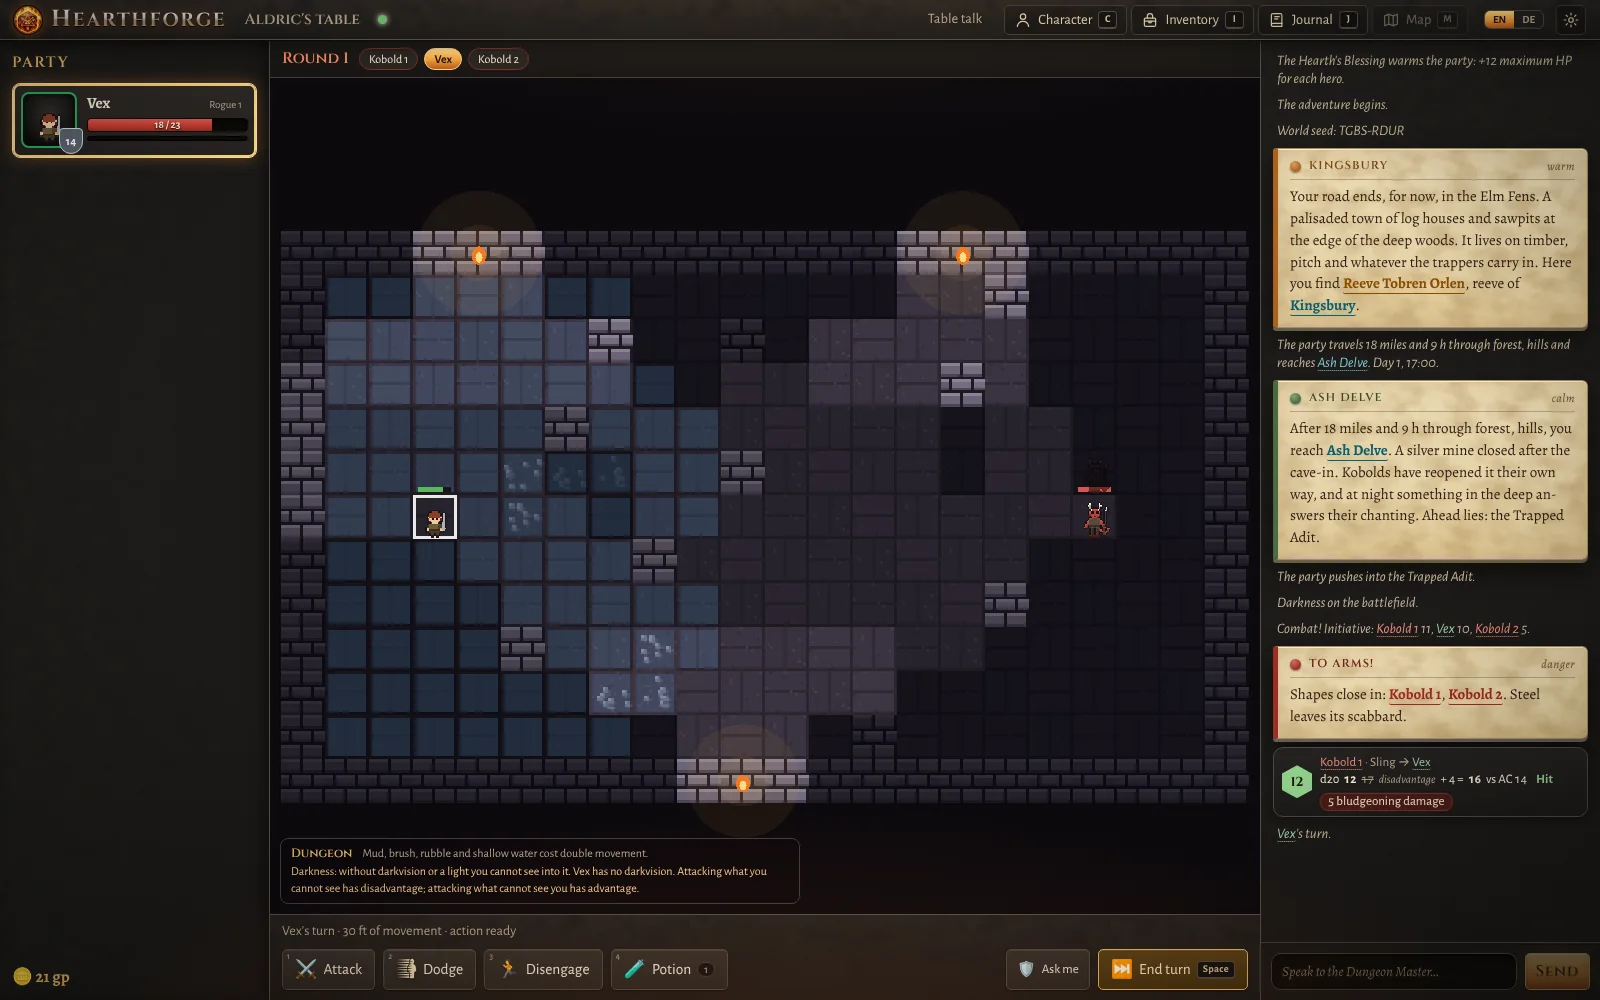 HEARTHFORGE ALDRIC'S TABLE
Table talk
Character C
Inventory I
Journal J
Map M
EN DE
PARTY
Vex Rogue 1
18 / 23
14
21 gp
ROUND 1 Kobold 1 Vex Kobold 2
DUNGEON Mud, brush, rubble and shallow water cost double movement.
Darkness: without darkvision or a light you cannot see into it. Vex has no darkvision. Attacking what you
cannot see has disadvantage; attacking what cannot see you has advantage.
Vex's turn · 30 ft of movement · action ready
1 Attack
2 Dodge
3 Disengage
4 Potion 1
Ask me
End turn Space
The Hearth's Blessing warms the party: +12 maximum HP
for each hero.
The adventure begins.
World seed: TGBS-RDUR
KINGSBURY warm
Your road ends, for now, in the Elm Fens. A
palisaded town of log houses and sawpits at
the edge of the deep woods. It lives on timber,
pitch and whatever the trappers carry in. Here
you find Reeve Tobren Orlen, reeve of
Kingsbury.
The party travels 18 miles and 9 h through forest, hills and
reaches Ash Delve. Day 1, 17:00.
ASH DELVE calm
After 18 miles and 9 h through forest, hills, you
reach Ash Delve. A silver mine closed after the
cave-in. Kobolds have reopened it their own
way, and at night something in the deep an-
swers their chanting. Ahead lies: the Trapped
Adit.
The party pushes into the Trapped Adit.
Darkness on the battlefield.
Combat! Initiative: Kobold 1 11, Vex 10, Kobold 2 5.
TO ARMS! danger
Shapes close in: Kobold 1, Kobold 2. Steel
leaves its scabbard.
Kobold 1 · Sling → Vex
12
d20 12 17 disadvantage + 4 = 16 vs AC 14 Hit
5 bludgeoning damage
Vex's turn.
Speak to the Dungeon Master...
SEND